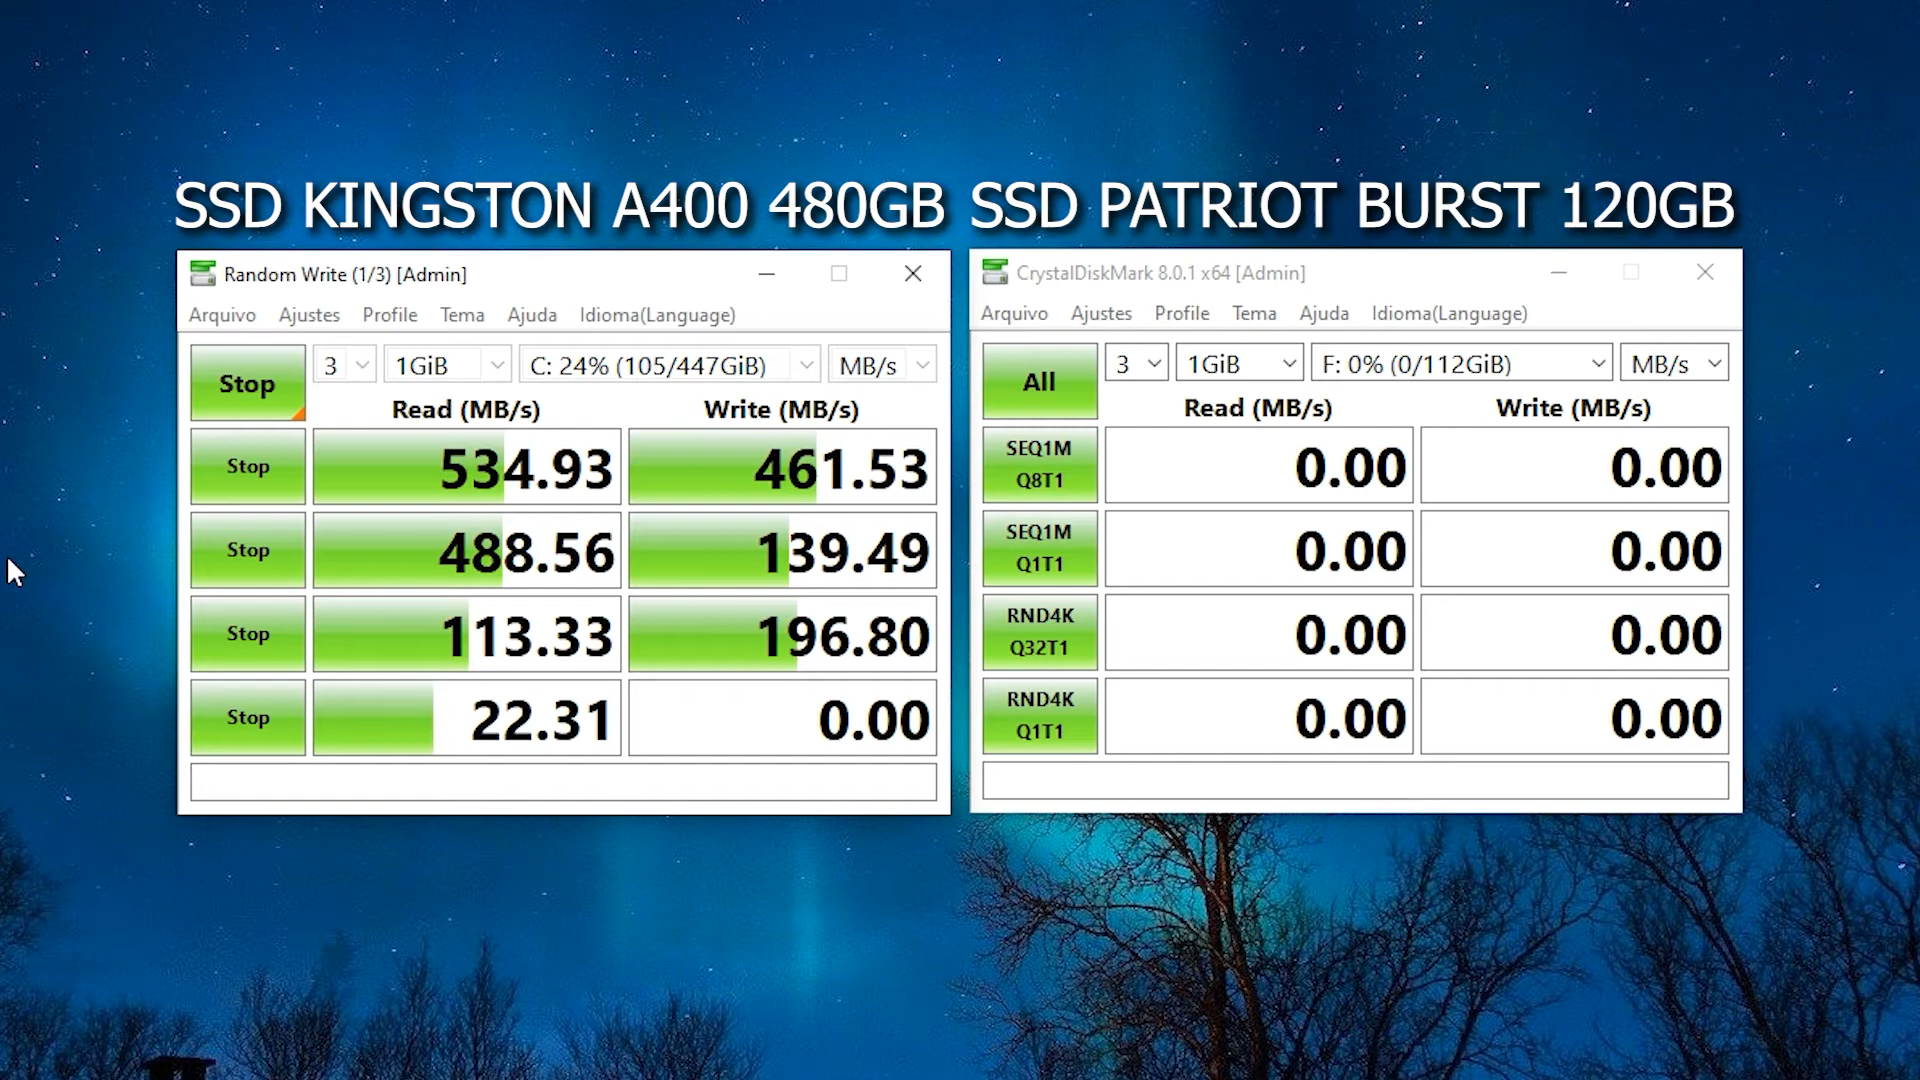 SSD KINGSTON A400 480GB
Random Write (1/3) [Admin]
Arquivo Ajustes Profile Tema Ajuda Idioma(Language)
Stop
3 1GiB C: 24% (105/447GiB) MB/s
Read (MB/s) Write (MB/s)
Stop 534.93 461.53
Stop 488.56 139.49
Stop 113.33 196.80
Stop 22.31 0.00
SSD PATRIOT BURST 120GB
CrystalDiskMark 8.0.1 x64 [Admin]
Arquivo Ajustes Profile Tema Ajuda Idioma(Language)
All
3 1GiB F: 0% (0/112GiB) MB/s
Read (MB/s) Write (MB/s)
SEQ1M
Q8T1
0.00 0.00
SEQ1M
Q1T1
0.00 0.00
RND4K
Q32T1
0.00 0.00
RND4K
Q1T1
0.00 0.00